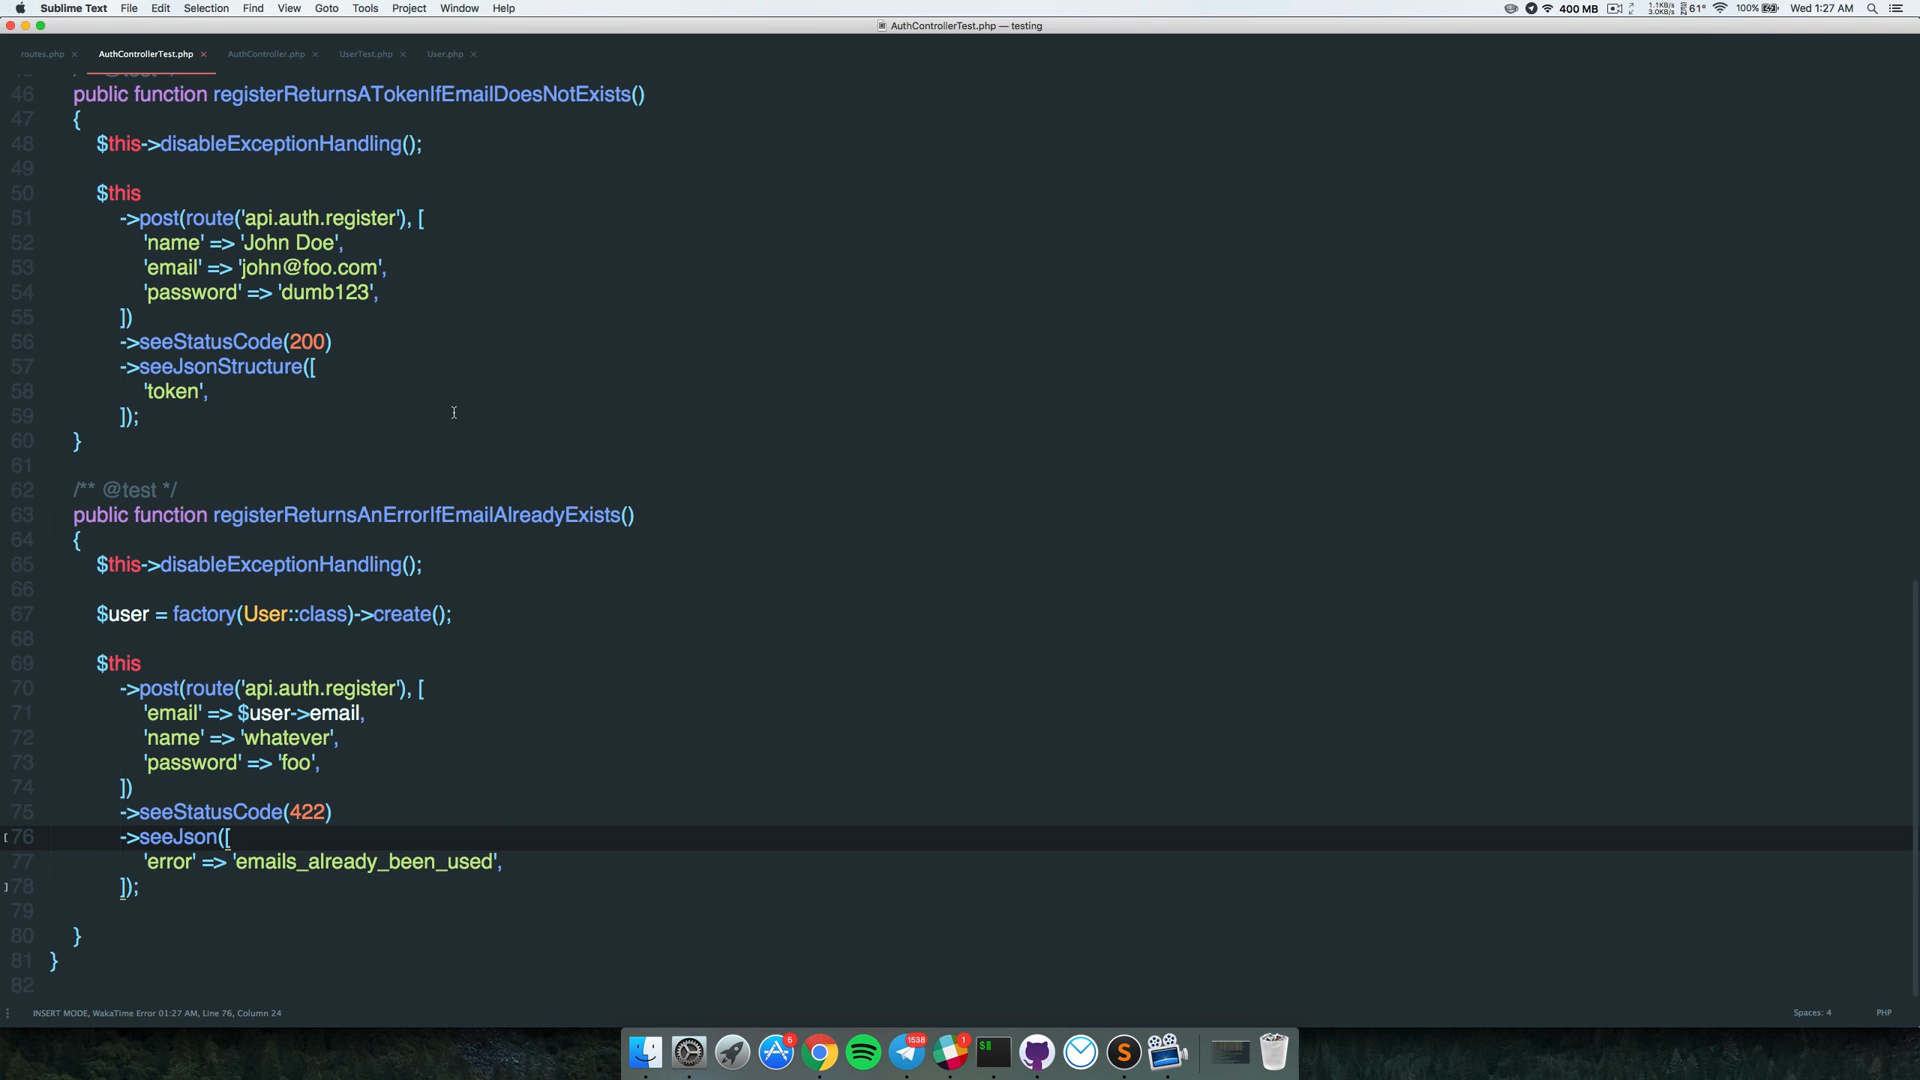 Sublime Text File Edit Selection Find View Goto Tools Project Window Help 400 MB 1.1KB/s 3.0KB/s 61° 100% Wed 1:27 AM
AuthControllerTest.php — testing
routes.php × AuthControllerTest.php × AuthController.php × UserTest.php × User.php ×
46 public function registerReturnsATokenIfEmailDoesNotExists()
47 {
48 $this->disableExceptionHandling();
49
50 $this
51 ->post(route('api.auth.register'), [
52 'name' => 'John Doe',
53 'email' => 'john@foo.com',
54 'password' => 'dumb123',
55 ])
56 ->seeStatusCode(200)
57 ->seeJsonStructure([
58 'token',
59 ]);
60 }
61
62 /** @test */
63 public function registerReturnsAnErrorIfEmailAlreadyExists()
64 {
65 $this->disableExceptionHandling();
66
67 $user = factory(User::class)->create();
68
69 $this
70 ->post(route('api.auth.register'), [
71 'email' => $user->email,
72 'name' => 'whatever',
73 'password' => 'foo',
74 ])
75 ->seeStatusCode(422)
76 ->seeJson([
77 'error' => 'emails_already_been_used',
78 ]);
79
80 }
81 }
82
INSERT MODE, WakaTime Error 01:27 AM, Line 76, Column 24 Spaces: 4 PHP
5 1538 1